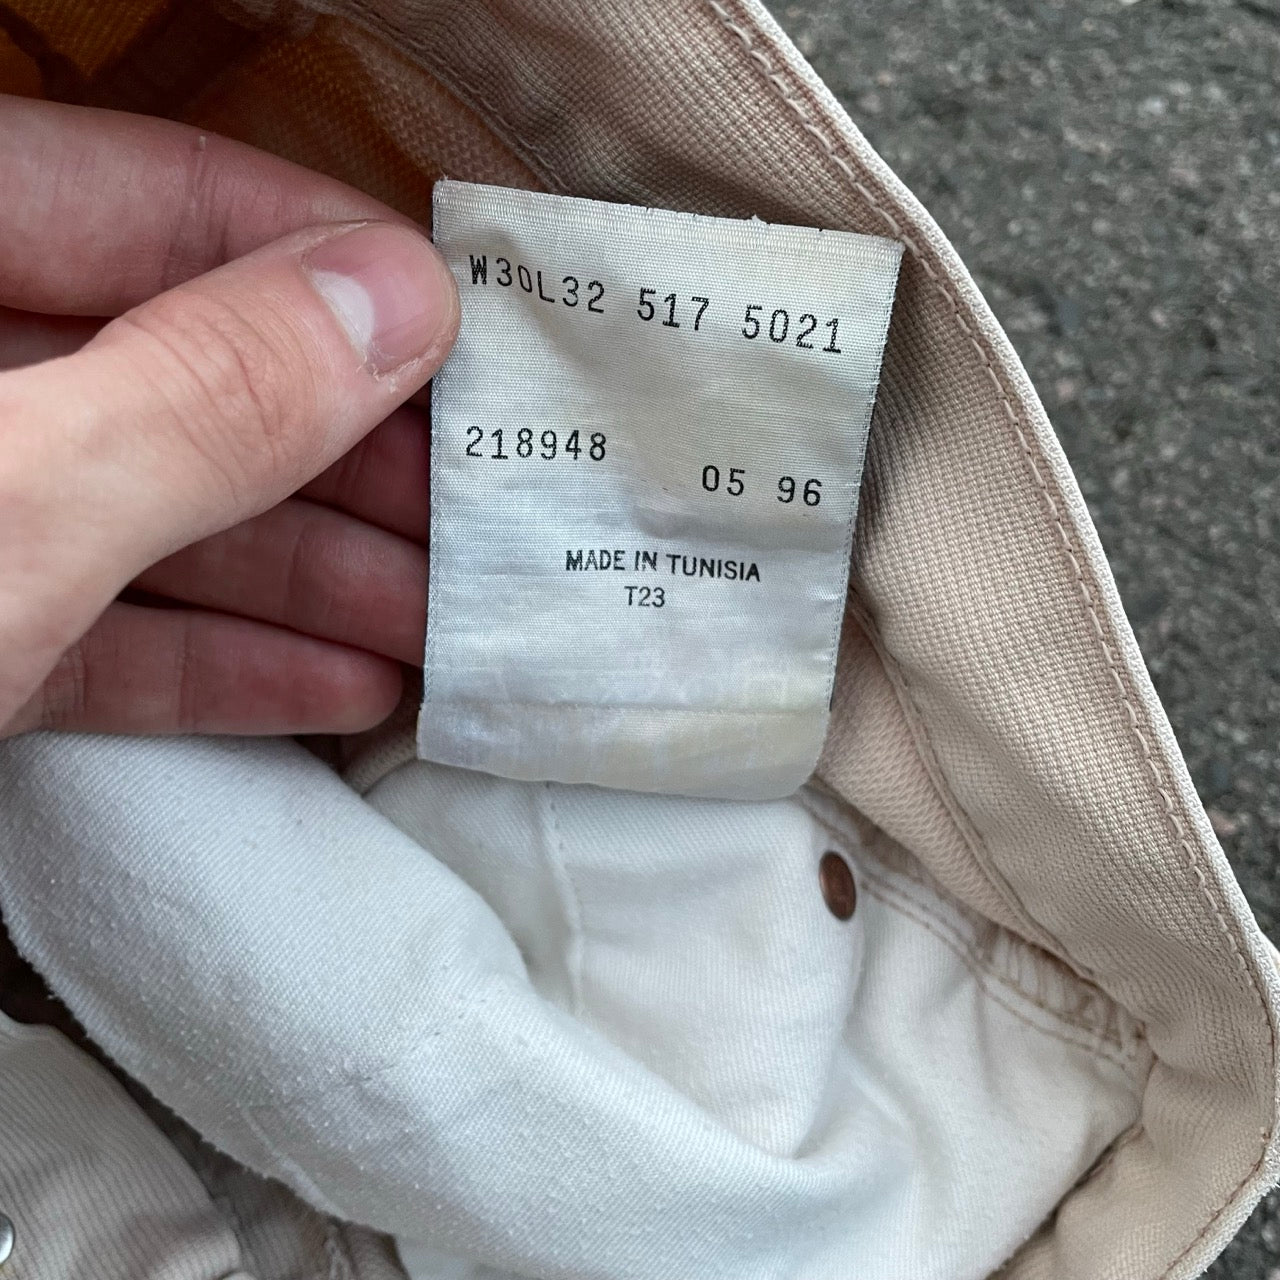 W30L32 517 5021
218948 05 96
MADE IN TUNISIA
T23